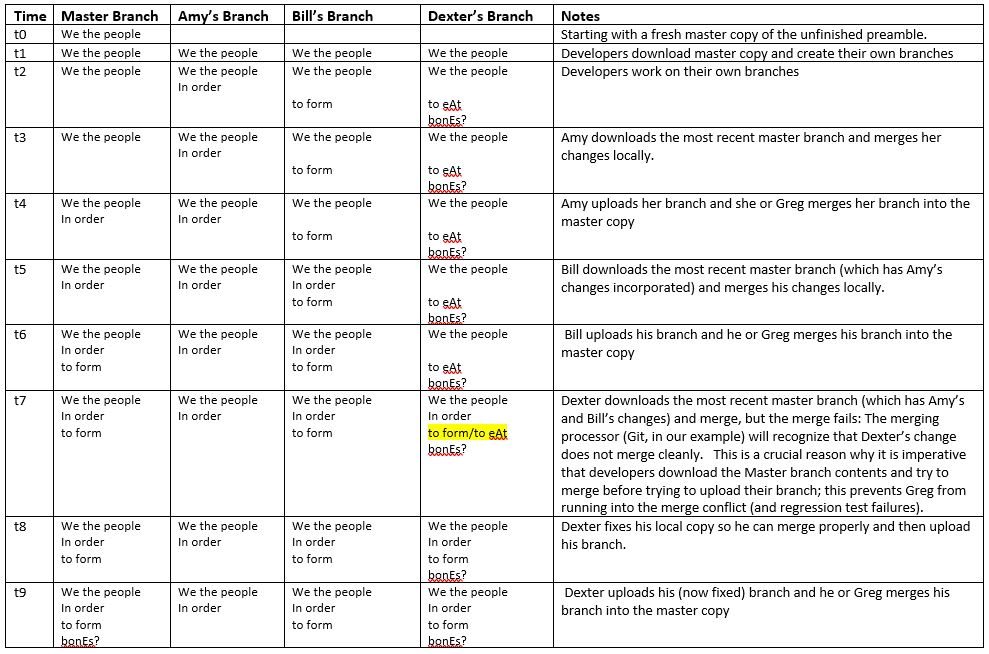 Time Master Branch Amy's Branch Bill's Branch Dexter's Branch Notes
t0 We the people Starting with a fresh master copy of the unfinished preamble.
t1 We the people We the people We the people We the people Developers download master copy and create their own branches
t2 We the people We the people We the people We the people Developers work on their own branches
In order
to form to eAt
bonEs?
t3 We the people We the people We the people We the people Amy downloads the most recent master branch and merges her
In order changes locally.
to form to eAt
bonEs?
t4 We the people We the people We the people We the people Amy uploads her branch and she or Greg merges her branch into the
In order In order master copy
to form to eAt
bonEs?
t5 We the people We the people We the people We the people Bill downloads the most recent master branch (which has Amy's
In order In order In order changes incorporated) and merges his changes locally.
to form to eAt
bonEs?
t6 We the people We the people We the people We the people Bill uploads his branch and he or Greg merges his branch into the
In order In order In order master copy
to form to form to eAt
bonEs?
t7 We the people We the people We the people We the people Dexter downloads the most recent master branch (which has Amy's
In order In order In order In order and Bill's changes) and merge, but the merge fails: The merging
to form to form to form/to eAt processor (Git, in our example) will recognize that Dexter's change
bonEs? does not merge cleanly. This is a crucial reason why it is imperative
that developers download the Master branch contents and try to
merge before trying to upload their branch; this prevents Greg from
running into the merge conflict (and regression test failures).
t8 We the people We the people We the people We the people Dexter fixes his local copy so he can merge properly and then upload
In order In order In order In order his branch.
to form to form to form
bonEs?
t9 We the people We the people We the people We the people Dexter uploads his (now fixed) branch and he or Greg merges his
In order In order In order In order branch into the master copy
to form to form to form
bonEs? bonEs?